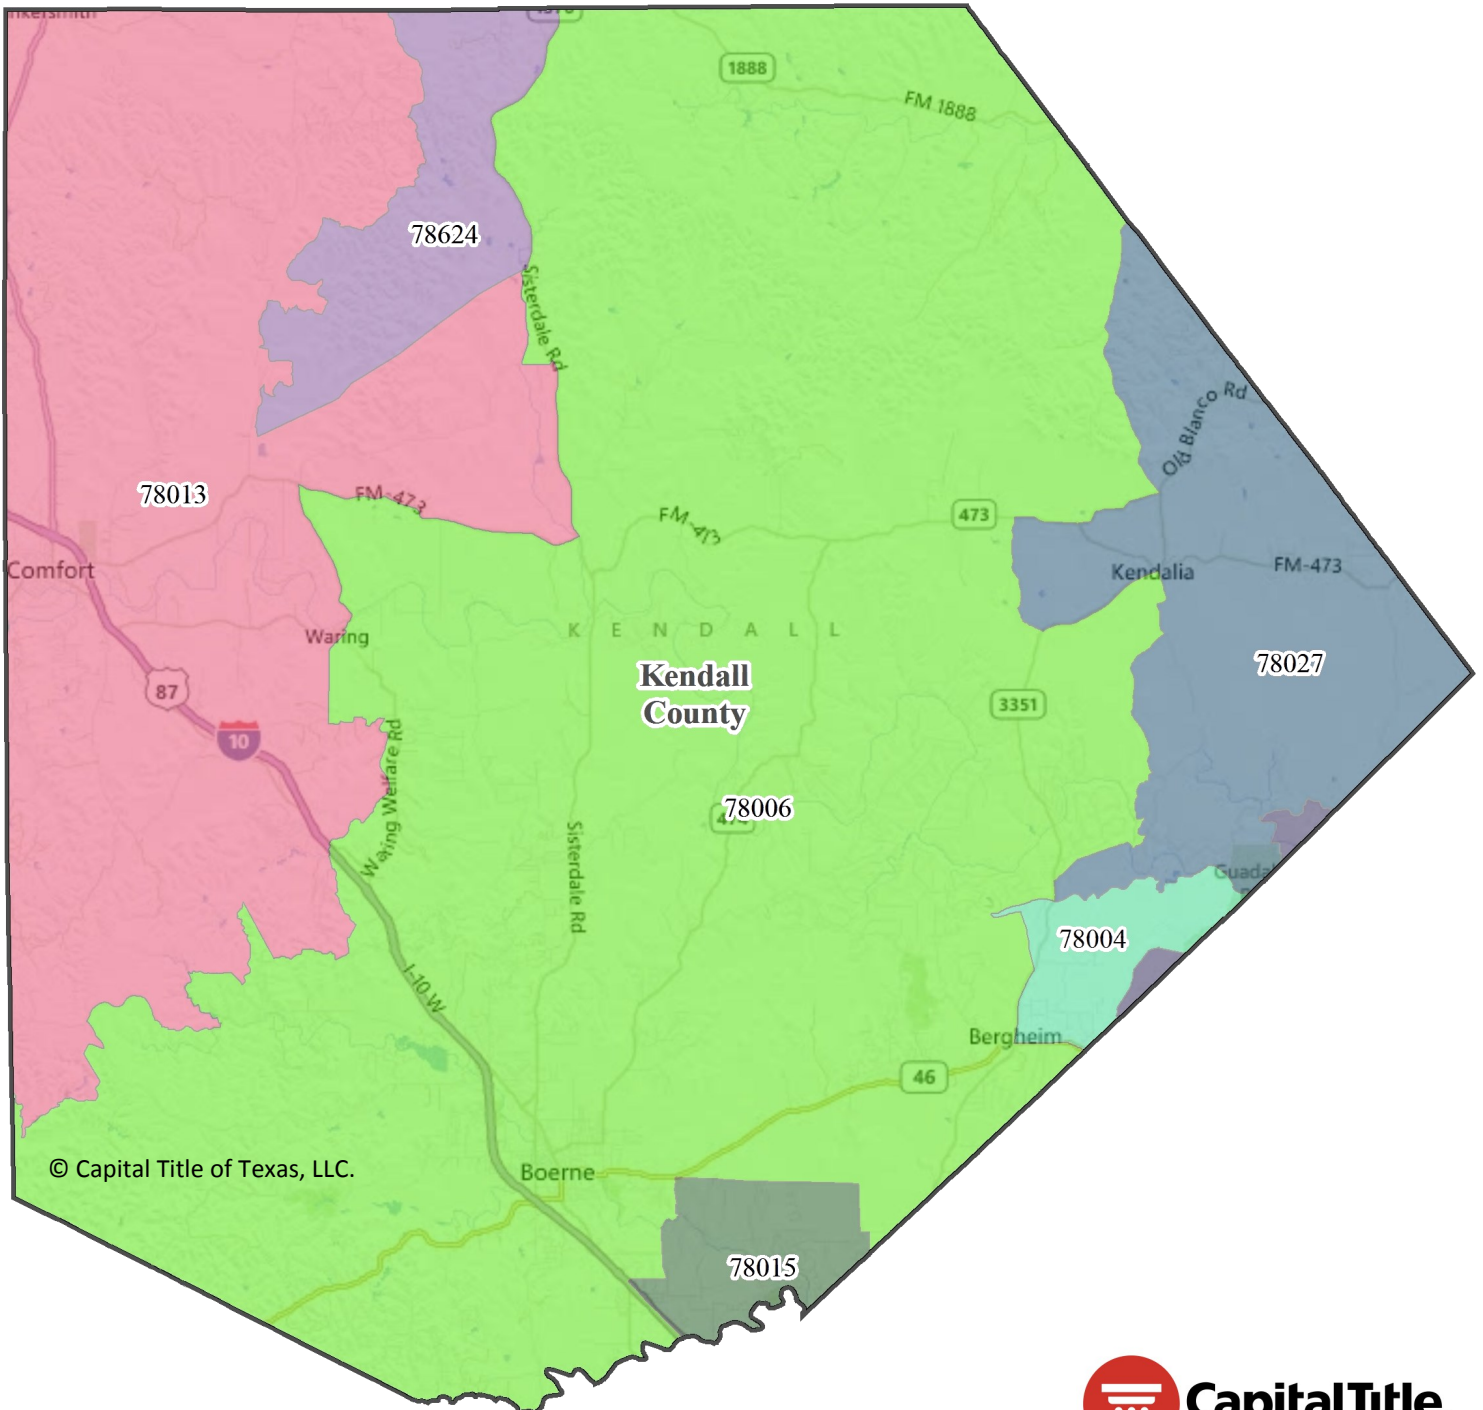 1888
FM 1888
78624
Sisterdale Rd
Old Blanco Rd
78013
FM-473
FM-473
473
Comfort
Kendalia
FM-473
Waring
K E N D A L L
Kendall
County
78027
87
3351
10
Waring Welfare Rd
78006
Sisterdale Rd
78004
I-10 W
Bergheim
46
© Capital Title of Texas, LLC.
Boerne
78015
CapitalTitle